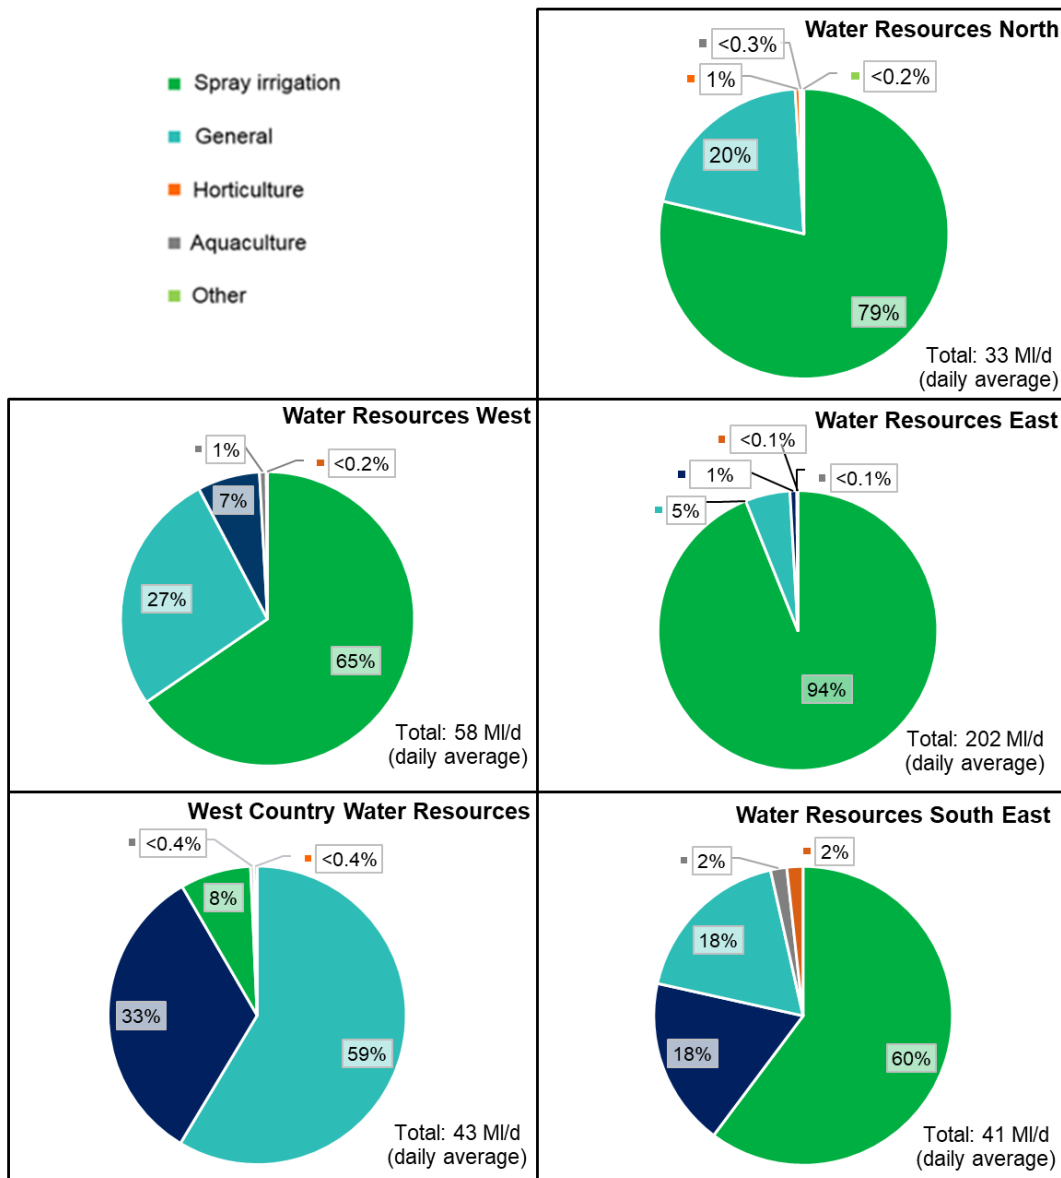 Spray irrigation
General
Horticulture
Aquaculture
Other
Water Resources North
<0.3%
1%
<0.2%
20%
79%
Total: 33 Ml/d
(daily average)
Water Resources West
1%
<0.2%
7%
27%
65%
Total: 58 Ml/d
(daily average)
Water Resources East
<0.1%
1%
<0.1%
5%
94%
Total: 202 Ml/d
(daily average)
West Country Water Resources
<0.4%
<0.4%
8%
33%
59%
Total: 43 Ml/d
(daily average)
Water Resources South East
2%
2%
18%
18%
60%
Total: 41 Ml/d
(daily average)